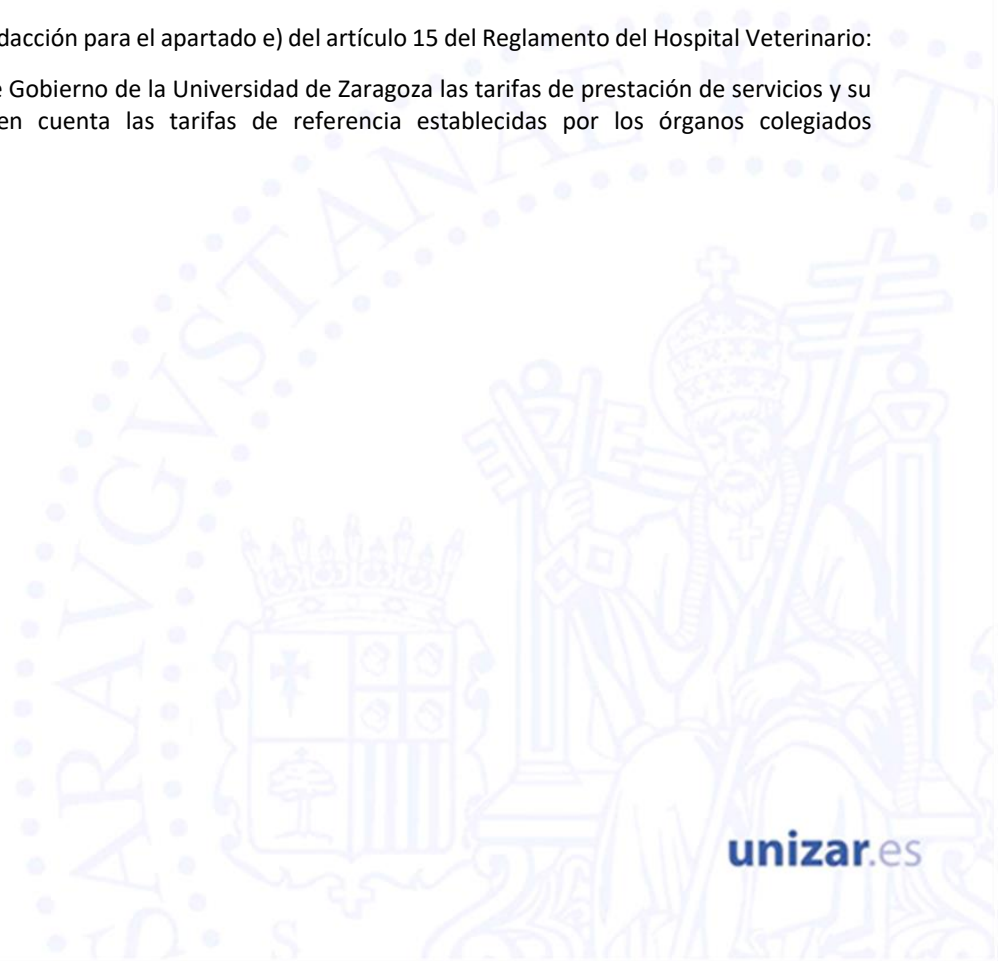 dacción para el apartado e) del artículo 15 del Reglamento del Hospital Veterinario:
e Gobierno de la Universidad de Zaragoza las tarifas de prestación de servicios y su
en cuenta las tarifas de referencia establecidas por los órganos colegiados
SARAVGVSTANAE ST
S
unizar.es